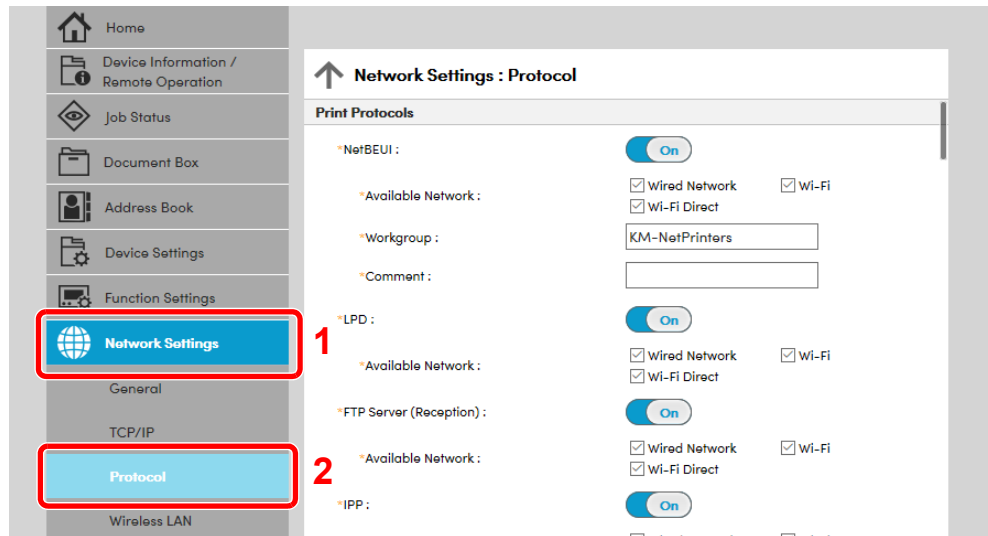 Home
Device Information /
Remote Operation
Job Status
Document Box
Address Book
Device Settings
Function Settings
Network Settings
1
General
TCP/IP
Protocol
2
Wireless LAN
Network Settings : Protocol
Print Protocols
*NetBEUI :
On
*Available Network :
Wired Network
Wi-Fi
Wi-Fi Direct
*Workgroup :
KM-NetPrinters
*Comment :
*LPD :
On
*Available Network :
Wired Network
Wi-Fi
Wi-Fi Direct
*FTP Server (Reception) :
On
*Available Network :
Wired Network
Wi-Fi
Wi-Fi Direct
*IPP :
On